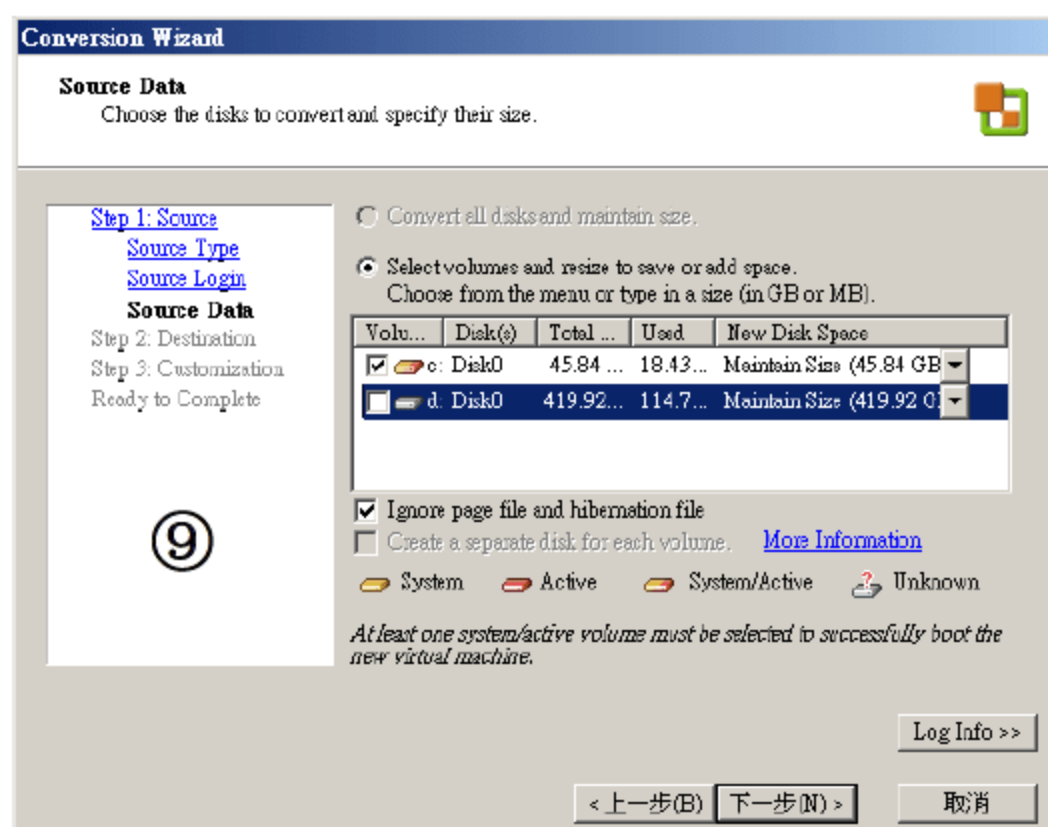 Conversion Wizard
Source Data
Choose the disks to convert and specify their size.
Step 1: Source
Source Type
Source Login
Source Data
Step 2: Destination
Step 3: Customization
Ready to Complete
⑨
Convert all disks and maintain size.
Select volumes and resize to save or add space.
Choose from the menu or type in a size (in GB or MB).
Volu... Disk(s) Total ... Used New Disk Space
c: Disk0 45.84 ... 18.43... Maintain Size (45.84 GB
d: Disk0 419.92... 114.7... Maintain Size (419.92 G
Ignore page file and hibernation file
Create a separate disk for each volume. More Information
System Active System/Active Unknown
At least one system/active volume must be selected to successfully boot the
new virtual machine.
Log Info >>
< 上一步(B) 下一步(N) > 取消